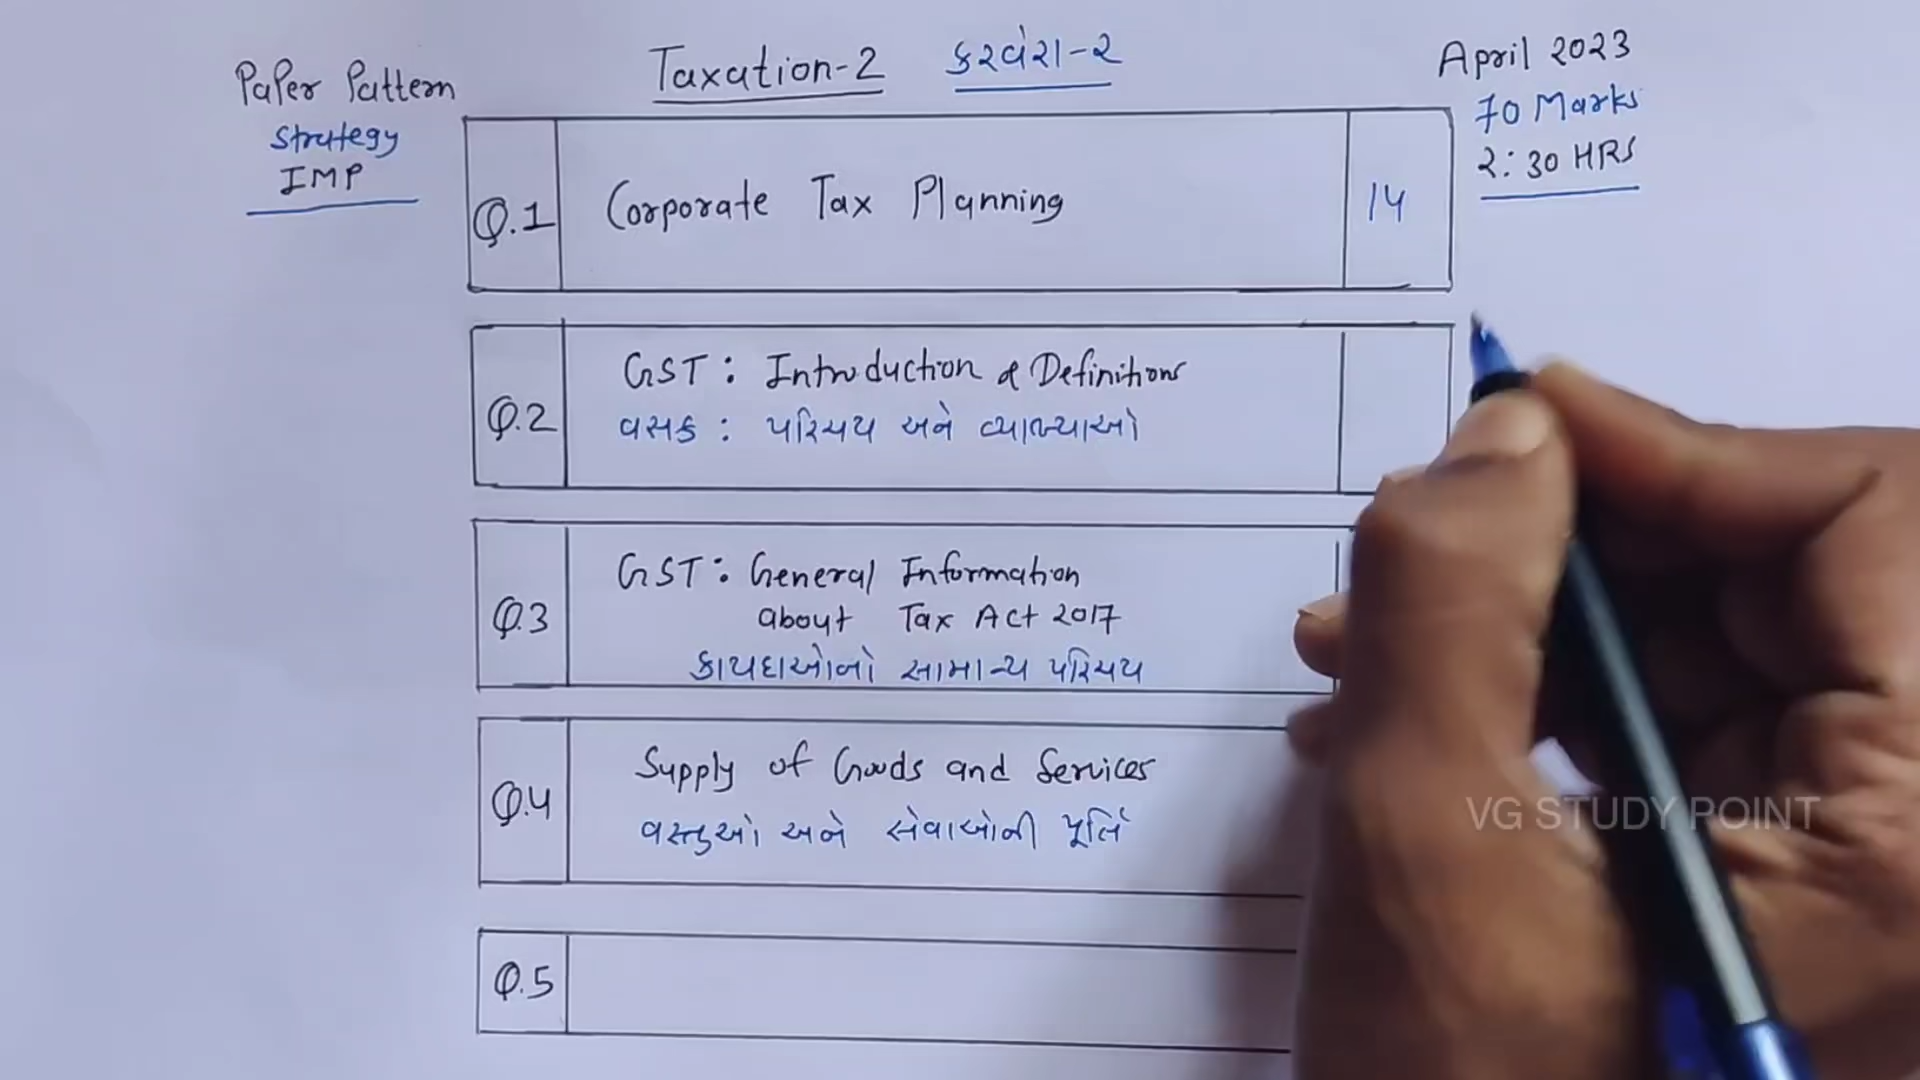 Paper Pattern
Strategy
IMP
Taxation-2 કરવેરા-૨
April 2023
70 Marks
2:30 HRS
Q.1 Corporate Tax Planning 14
Q.2 GST: Introduction & Definitions
વસક : પરિચય અને વ્યાખ્યાઓ
Q.3 GST: General Information
about Tax Act 2017
કાયદાઓનો સામાન્ય પરિચય
Q.4 Supply of Goods and Services
વસ્તુઓ અને સેવાઓની પૂર્તિ
Q.5
VG STUDY POINT